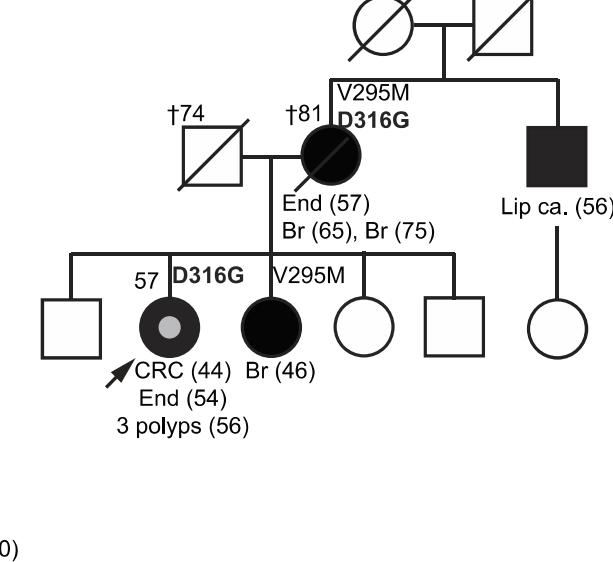 V295M
†74
†81
D316G
End (57)
Br (65), Br (75)
Lip ca. (56)
57
D316G
V295M
CRC (44)
Br (46)
End (54)
3 polyps (56)
0)